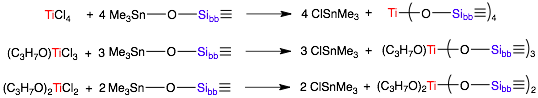 TiCl4 + 4 Me3Sn—O—Sibb≡ → 4 ClSnMe3 + Ti—(O—Sibb≡)4
(C3H7O)TiCl3 + 3 Me3Sn—O—Sibb≡ → 3 ClSnMe3 + (C3H7O)Ti—(O—Sibb≡)3
(C3H7O)2TiCl2 + 2 Me3Sn—O—Sibb≡ → 2 ClSnMe3 + (C3H7O)2Ti—(O—Sibb≡)2